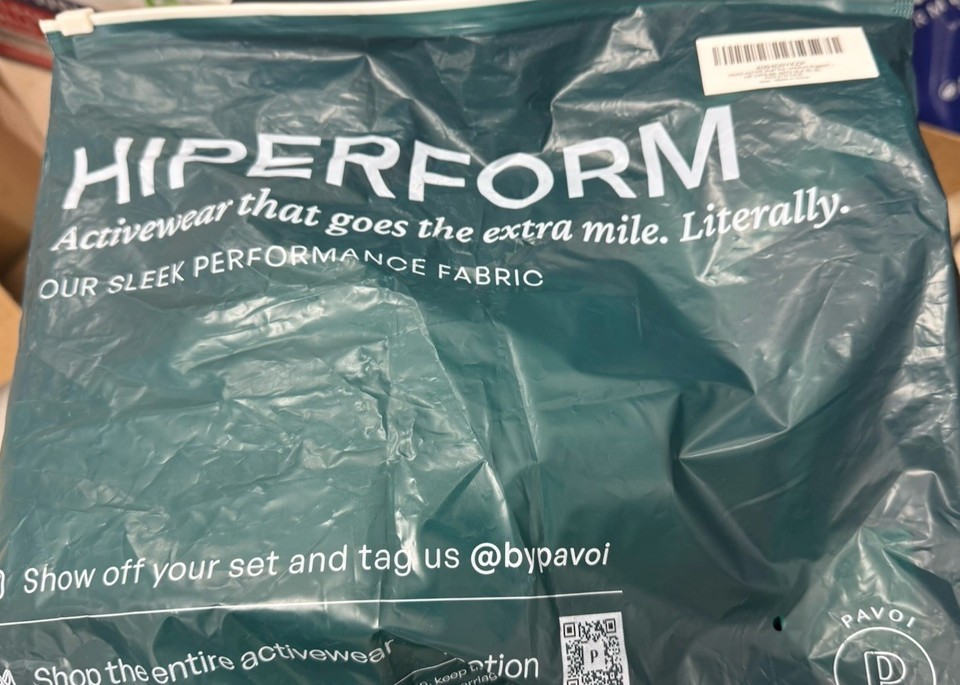 HIPERFORM
Activewear that goes the extra mile. Literally.
OUR SLEEK PERFORMANCE FABRIC
Show off your set and tag us @bypavoi
Shop the entire activewear
keep
PAVOI
P
P